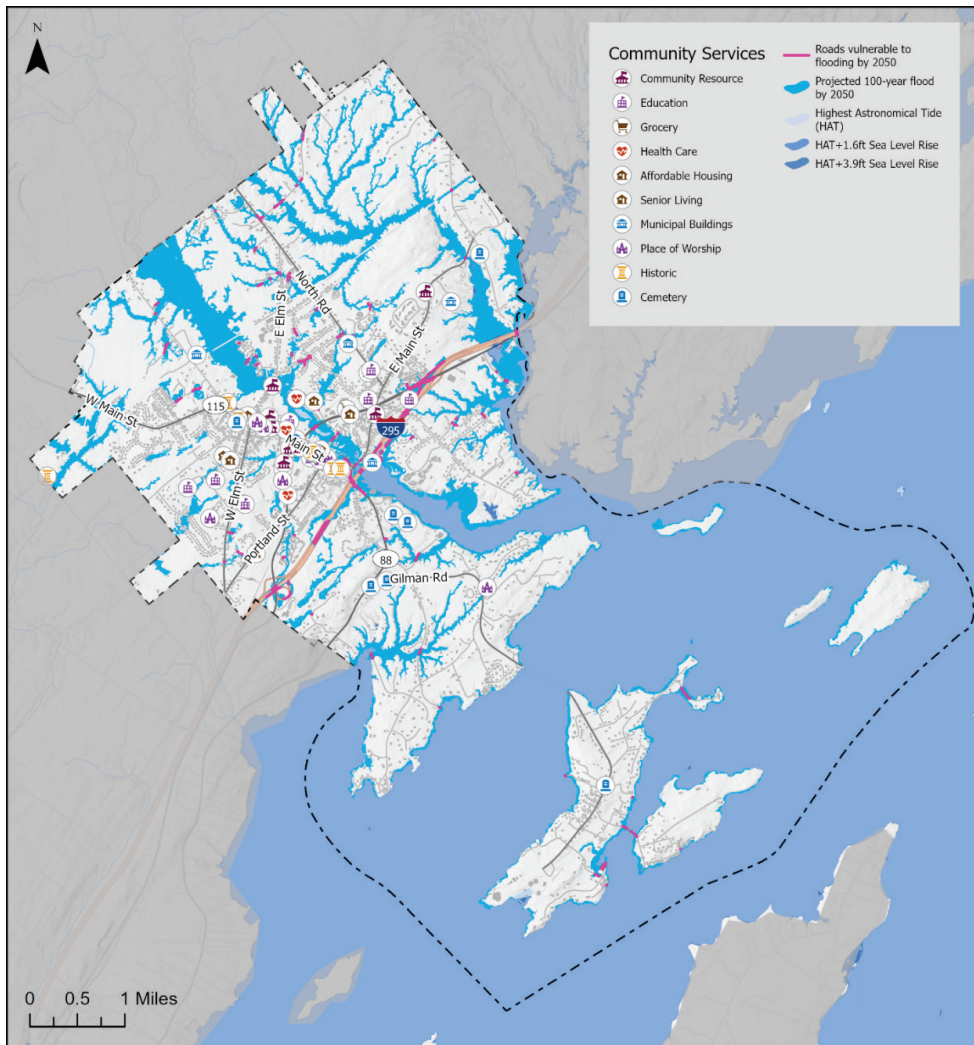 N
Community Services
Community Resource
Education
Grocery
Health Care
Affordable Housing
Senior Living
Municipal Buildings
Place of Worship
Historic
Cemetery
Roads vulnerable to
flooding by 2050
Projected 100-year flood
by 2050
Highest Astronomical Tide
(HAT)
HAT+1.6ft Sea Level Rise
HAT+3.9ft Sea Level Rise
North Rd
E Elm St
E Main St
W Main St
115
295
Main St
W Elm St
Portland St
88
Gilman Rd
0 0.5 1 Miles